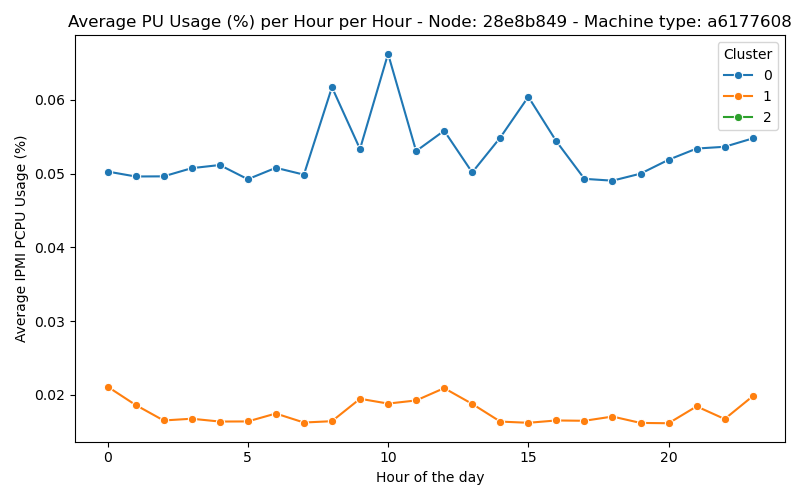 Average PU Usage (%) per Hour per Hour - Node: 28e8b849 - Machine type: a6177608
Cluster
0
1
2
0.06
0.05
0.04
0.03
0.02
Average IPMI PCPU Usage (%)
0 5 10 15 20
Hour of the day